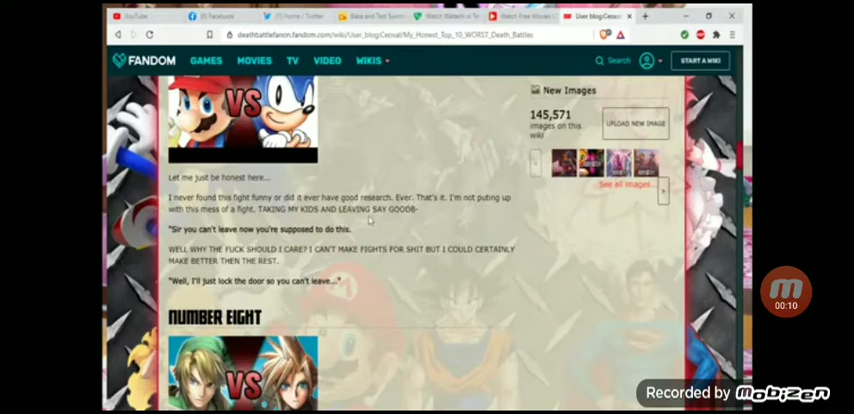 YouTube
(8) Facebook
(1) Home / Twitter
Watch Free Movies
User blog:Ceoxal
deathbattlefanon.fandom.com/wiki/User_blog:Ceoxal/My_Honest_Top_10_WORST_Death_Battles
FANDOM GAMES MOVIES TV VIDEO WIKIS Search START A WIKI
VS
New Images
145,571
images on this
wiki
UPLOAD NEW IMAGE
See all images...
Let me just be honest here...
I never found this fight funny or did it ever have good research. Ever. That's it. I'm not putting up
with this mess of a fight. TAKING MY KIDS AND LEAVING SAY GOODB-
"Sir you can't leave now you're supposed to do this.
WELL WHY THE FUCK SHOULD I CARE? I CAN'T MAKE FIGHTS FOR SHIT BUT I COULD CERTAINLY
MAKE BETTER THEN THE REST.
"Well, I'll just lock the door so you can't leave..."
NUMBER EIGHT
VS
00:10
Recorded by MOBIZEN